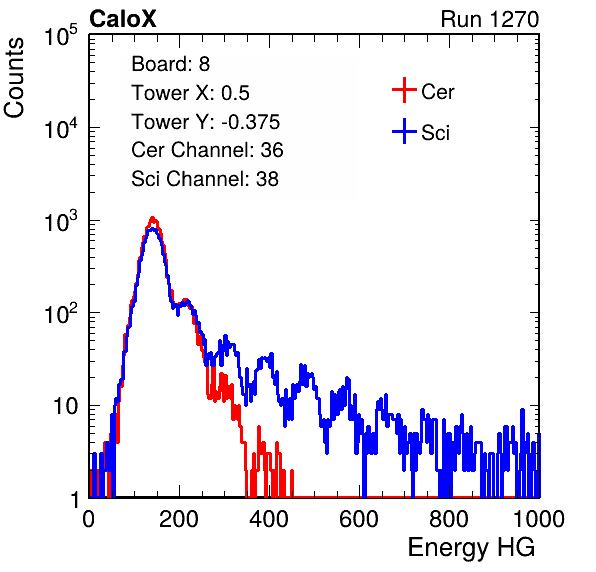 CaloX Run 1270
Counts
10^5
10^4
10^3
10^2
10
1
Board: 8
Tower X: 0.5
Tower Y: -0.375
Cer Channel: 36
Sci Channel: 38
Cer
Sci
0 200 400 600 800 1000
Energy HG